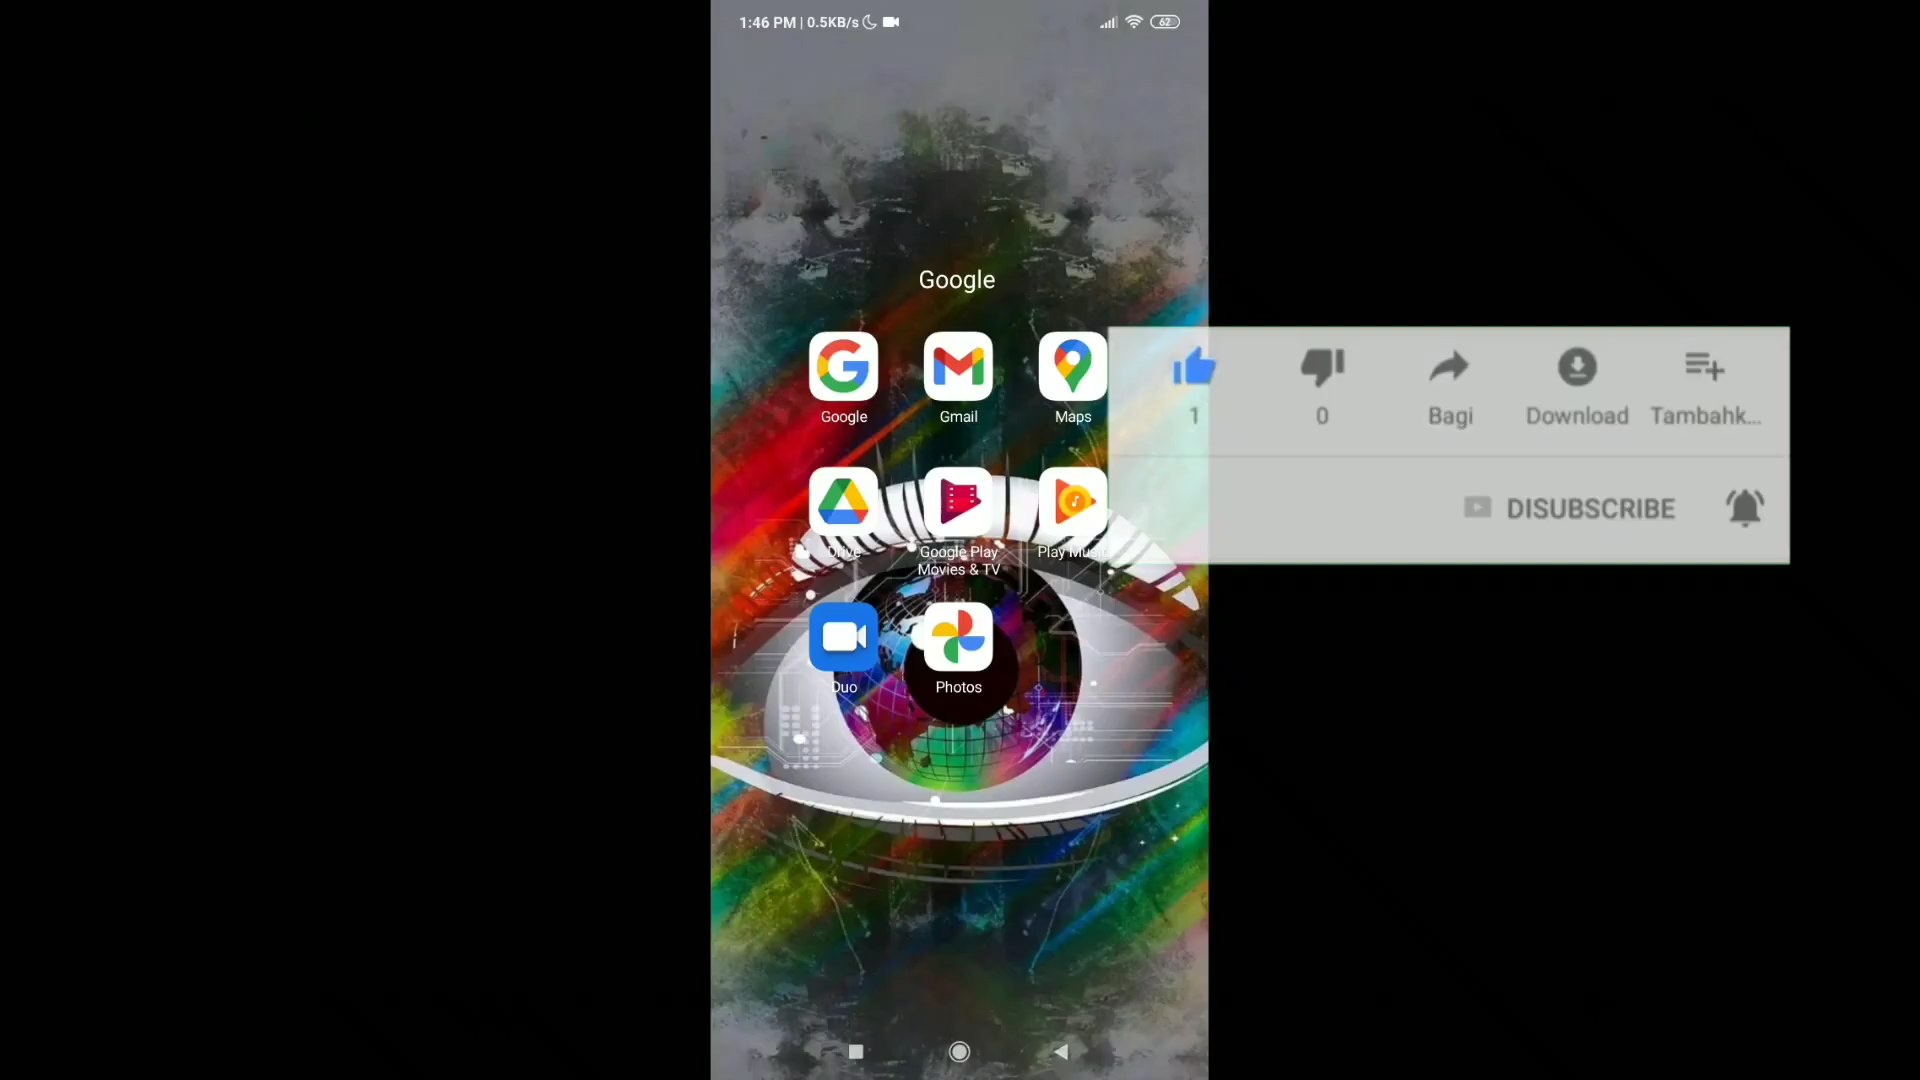 1:46 PM | 0.5KB/s 62
Google
Google Gmail Maps
1 0 Bagi Download Tambahk...
DISUBSCRIBE
Drive Google Play Movies & TV Play Music
Duo Photos